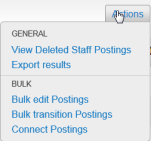 Actions
GENERAL
View Deleted Staff Postings
Export results
BULK
Bulk edit Postings
Bulk transition Postings
Connect Postings